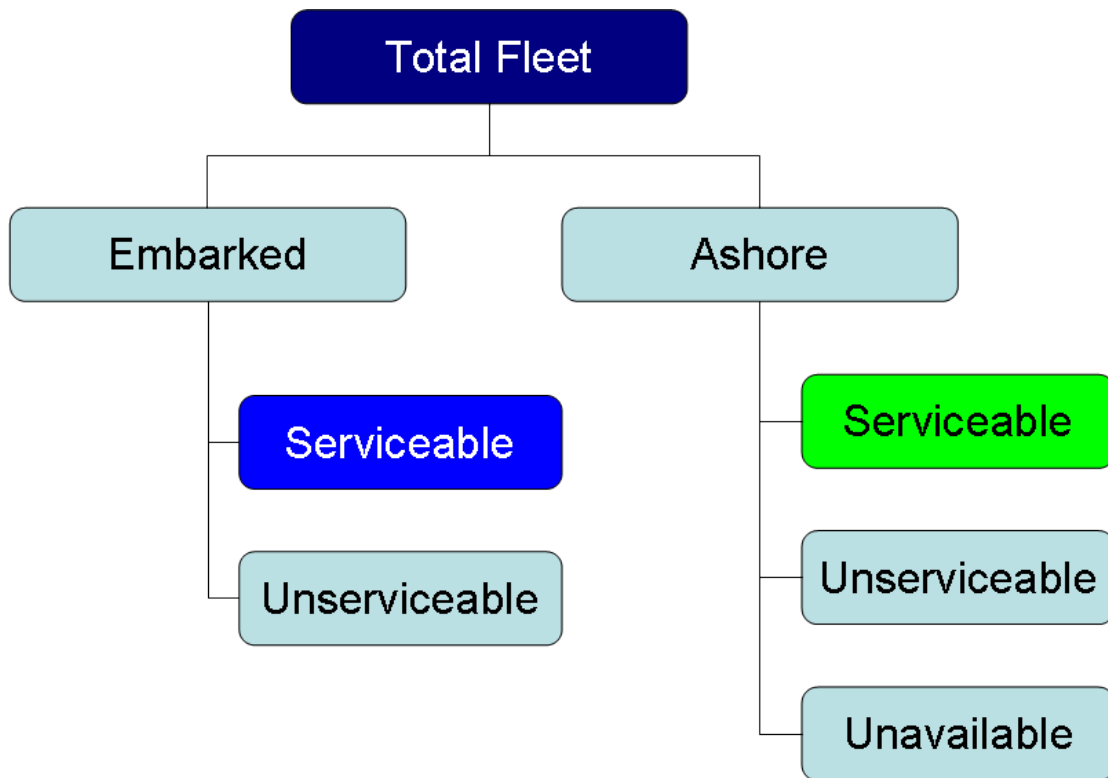 Total Fleet
Embarked
Ashore
Serviceable
Unserviceable
Serviceable
Unserviceable
Unavailable